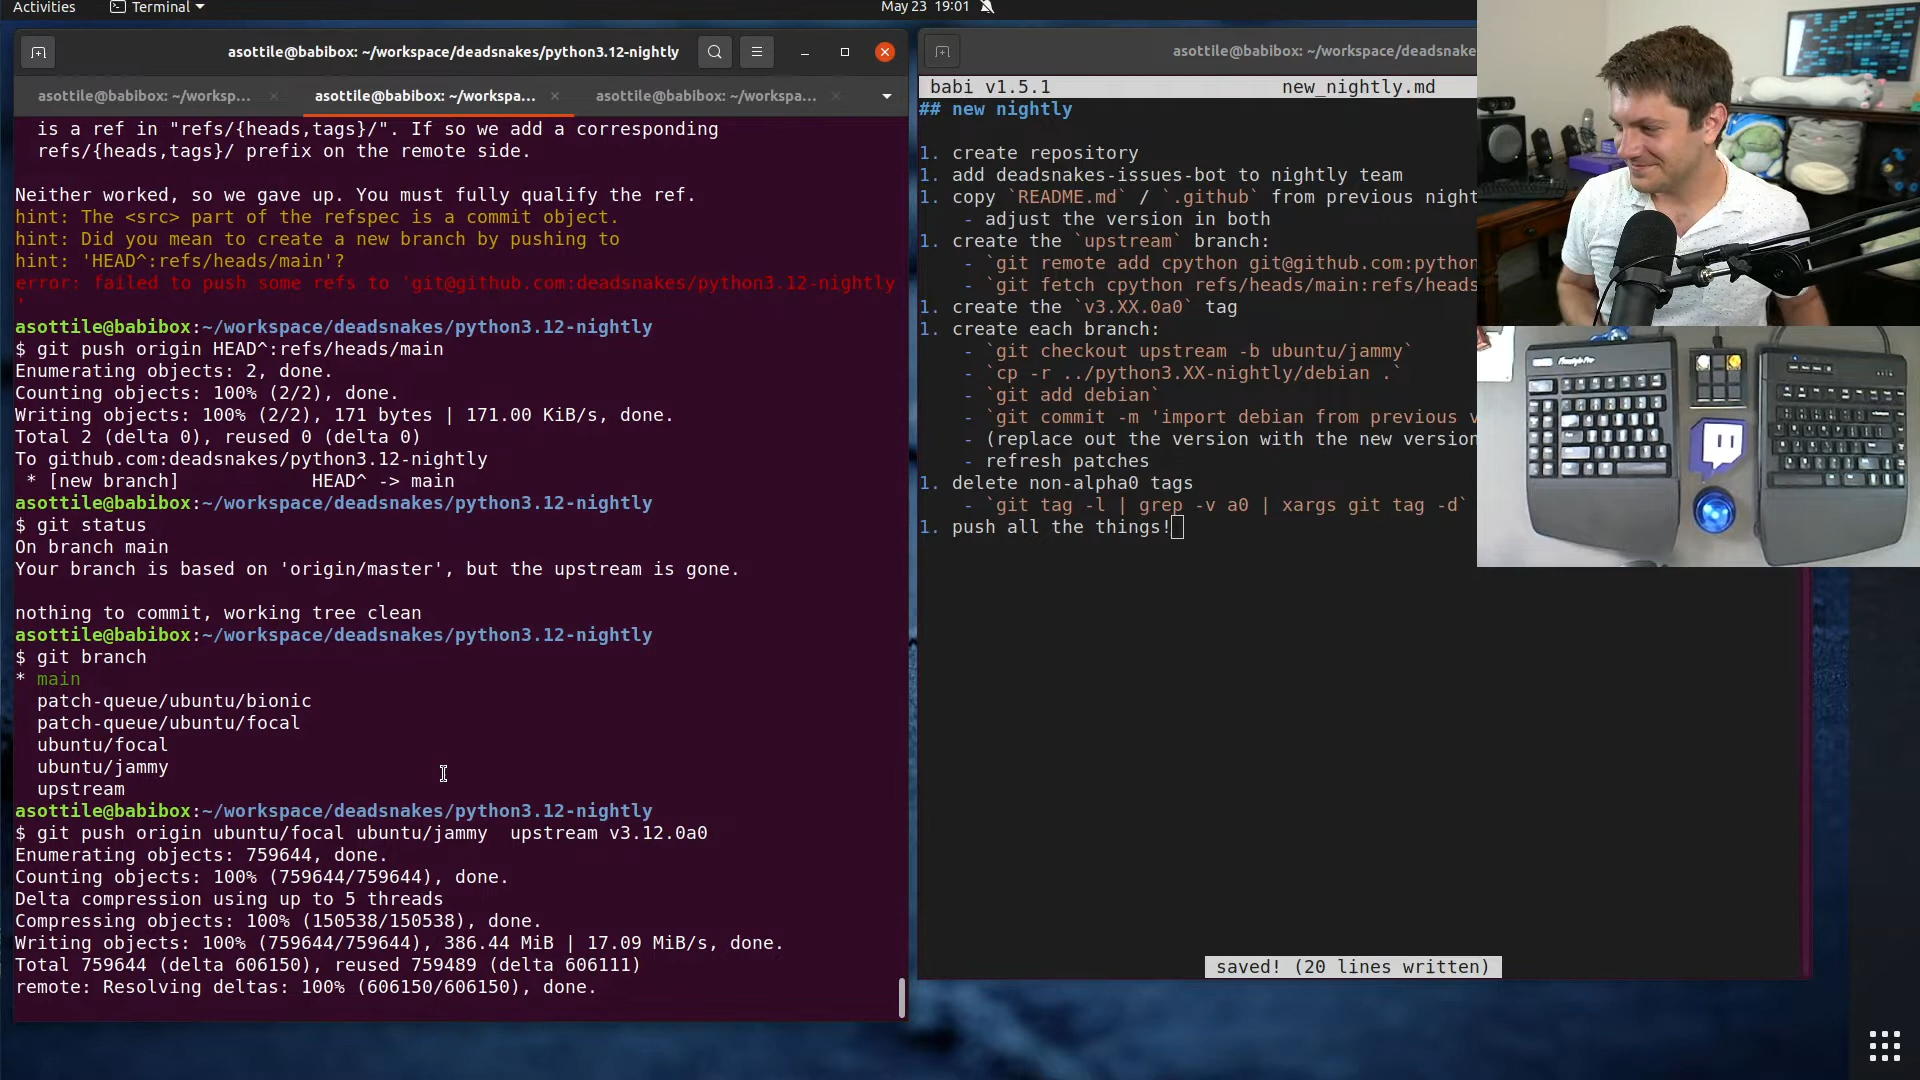 Activities
Terminal
May 23 19:01
asottile@babibox: ~/workspace/deadsnakes/python3.12-nightly
asottile@babibox: ~/worksp...
asottile@babibox: ~/workspa...
asottile@babibox: ~/workspa...
is a ref in "refs/{heads,tags}/". If so we add a corresponding
refs/{heads,tags}/ prefix on the remote side.
Neither worked, so we gave up. You must fully qualify the ref.
hint: The <src> part of the refspec is a commit object.
hint: Did you mean to create a new branch by pushing to
hint: 'HEAD^:refs/heads/main'?
error: failed to push some refs to 'git@github.com:deadsnakes/python3.12-nightly
'
asottile@babibox:~/workspace/deadsnakes/python3.12-nightly
$ git push origin HEAD^:refs/heads/main
Enumerating objects: 2, done.
Counting objects: 100% (2/2), done.
Writing objects: 100% (2/2), 171 bytes | 171.00 KiB/s, done.
Total 2 (delta 0), reused 0 (delta 0)
To github.com:deadsnakes/python3.12-nightly
* [new branch]            HEAD^ -> main
asottile@babibox:~/workspace/deadsnakes/python3.12-nightly
$ git status
On branch main
Your branch is based on 'origin/master', but the upstream is gone.
nothing to commit, working tree clean
asottile@babibox:~/workspace/deadsnakes/python3.12-nightly
$ git branch
* main
patch-queue/ubuntu/bionic
patch-queue/ubuntu/focal
ubuntu/focal
ubuntu/jammy
upstream
asottile@babibox:~/workspace/deadsnakes/python3.12-nightly
$ git push origin ubuntu/focal ubuntu/jammy  upstream v3.12.0a0
Enumerating objects: 759644, done.
Counting objects: 100% (759644/759644), done.
Delta compression using up to 5 threads
Compressing objects: 100% (150538/150538), done.
Writing objects: 100% (759644/759644), 386.44 MiB | 17.09 MiB/s, done.
Total 759644 (delta 606150), reused 759489 (delta 606111)
remote: Resolving deltas: 100% (606150/606150), done.
asottile@babibox: ~/workspace/deadsnake
babi v1.5.1
new_nightly.md
## new nightly
1. create repository
1. add deadsnakes-issues-bot to nightly team
1. copy `README.md` / `.github` from previous night
- adjust the version in both
1. create the `upstream` branch:
- `git remote add cpython git@github.com:python
- `git fetch cpython refs/heads/main:refs/heads
1. create the `v3.XX.0a0` tag
1. create each branch:
- `git checkout upstream -b ubuntu/jammy`
- `cp -r ../python3.XX-nightly/debian .`
- `git add debian`
- `git commit -m 'import debian from previous v
- (replace out the version with the new version
- refresh patches
1. delete non-alpha0 tags
- `git tag -l | grep -v a0 | xargs git tag -d`
1. push all the things!
saved! (20 lines written)